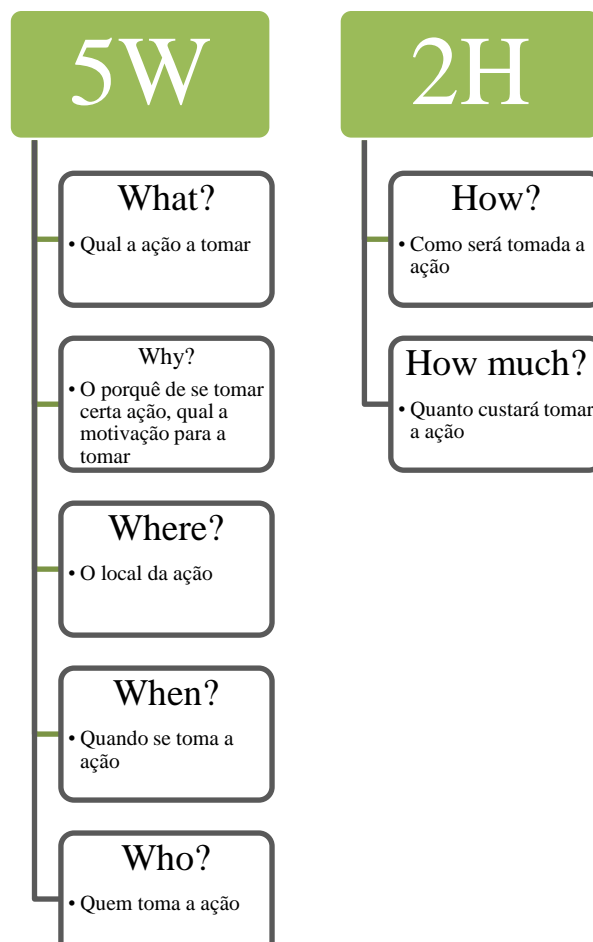 5W
What?
• Qual a ação a tomar
Why?
• O porquê de se tomar
certa ação, qual a
motivação para a
tomar
Where?
• O local da ação
When?
• Quando se toma a
ação
Who?
• Quem toma a ação
2H
How?
• Como será tomada a
ação
How much?
• Quanto custará tomar
a ação